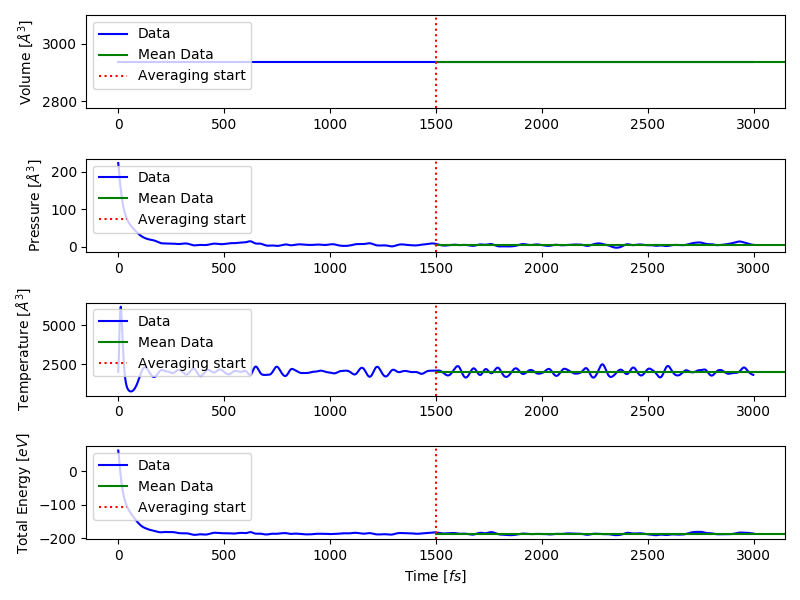 Volume [Å³]
3000
2800
Data
Mean Data
Averaging start
0 500 1000 1500 2000 2500 3000
Pressure [Å³]
200
100
0
Data
Mean Data
Averaging start
0 500 1000 1500 2000 2500 3000
Temperature [Å³]
5000
2500
Data
Mean Data
Averaging start
0 500 1000 1500 2000 2500 3000
Total Energy [eV]
0
−100
−200
Data
Mean Data
Averaging start
0 500 1000 1500 2000 2500 3000
Time [fs]